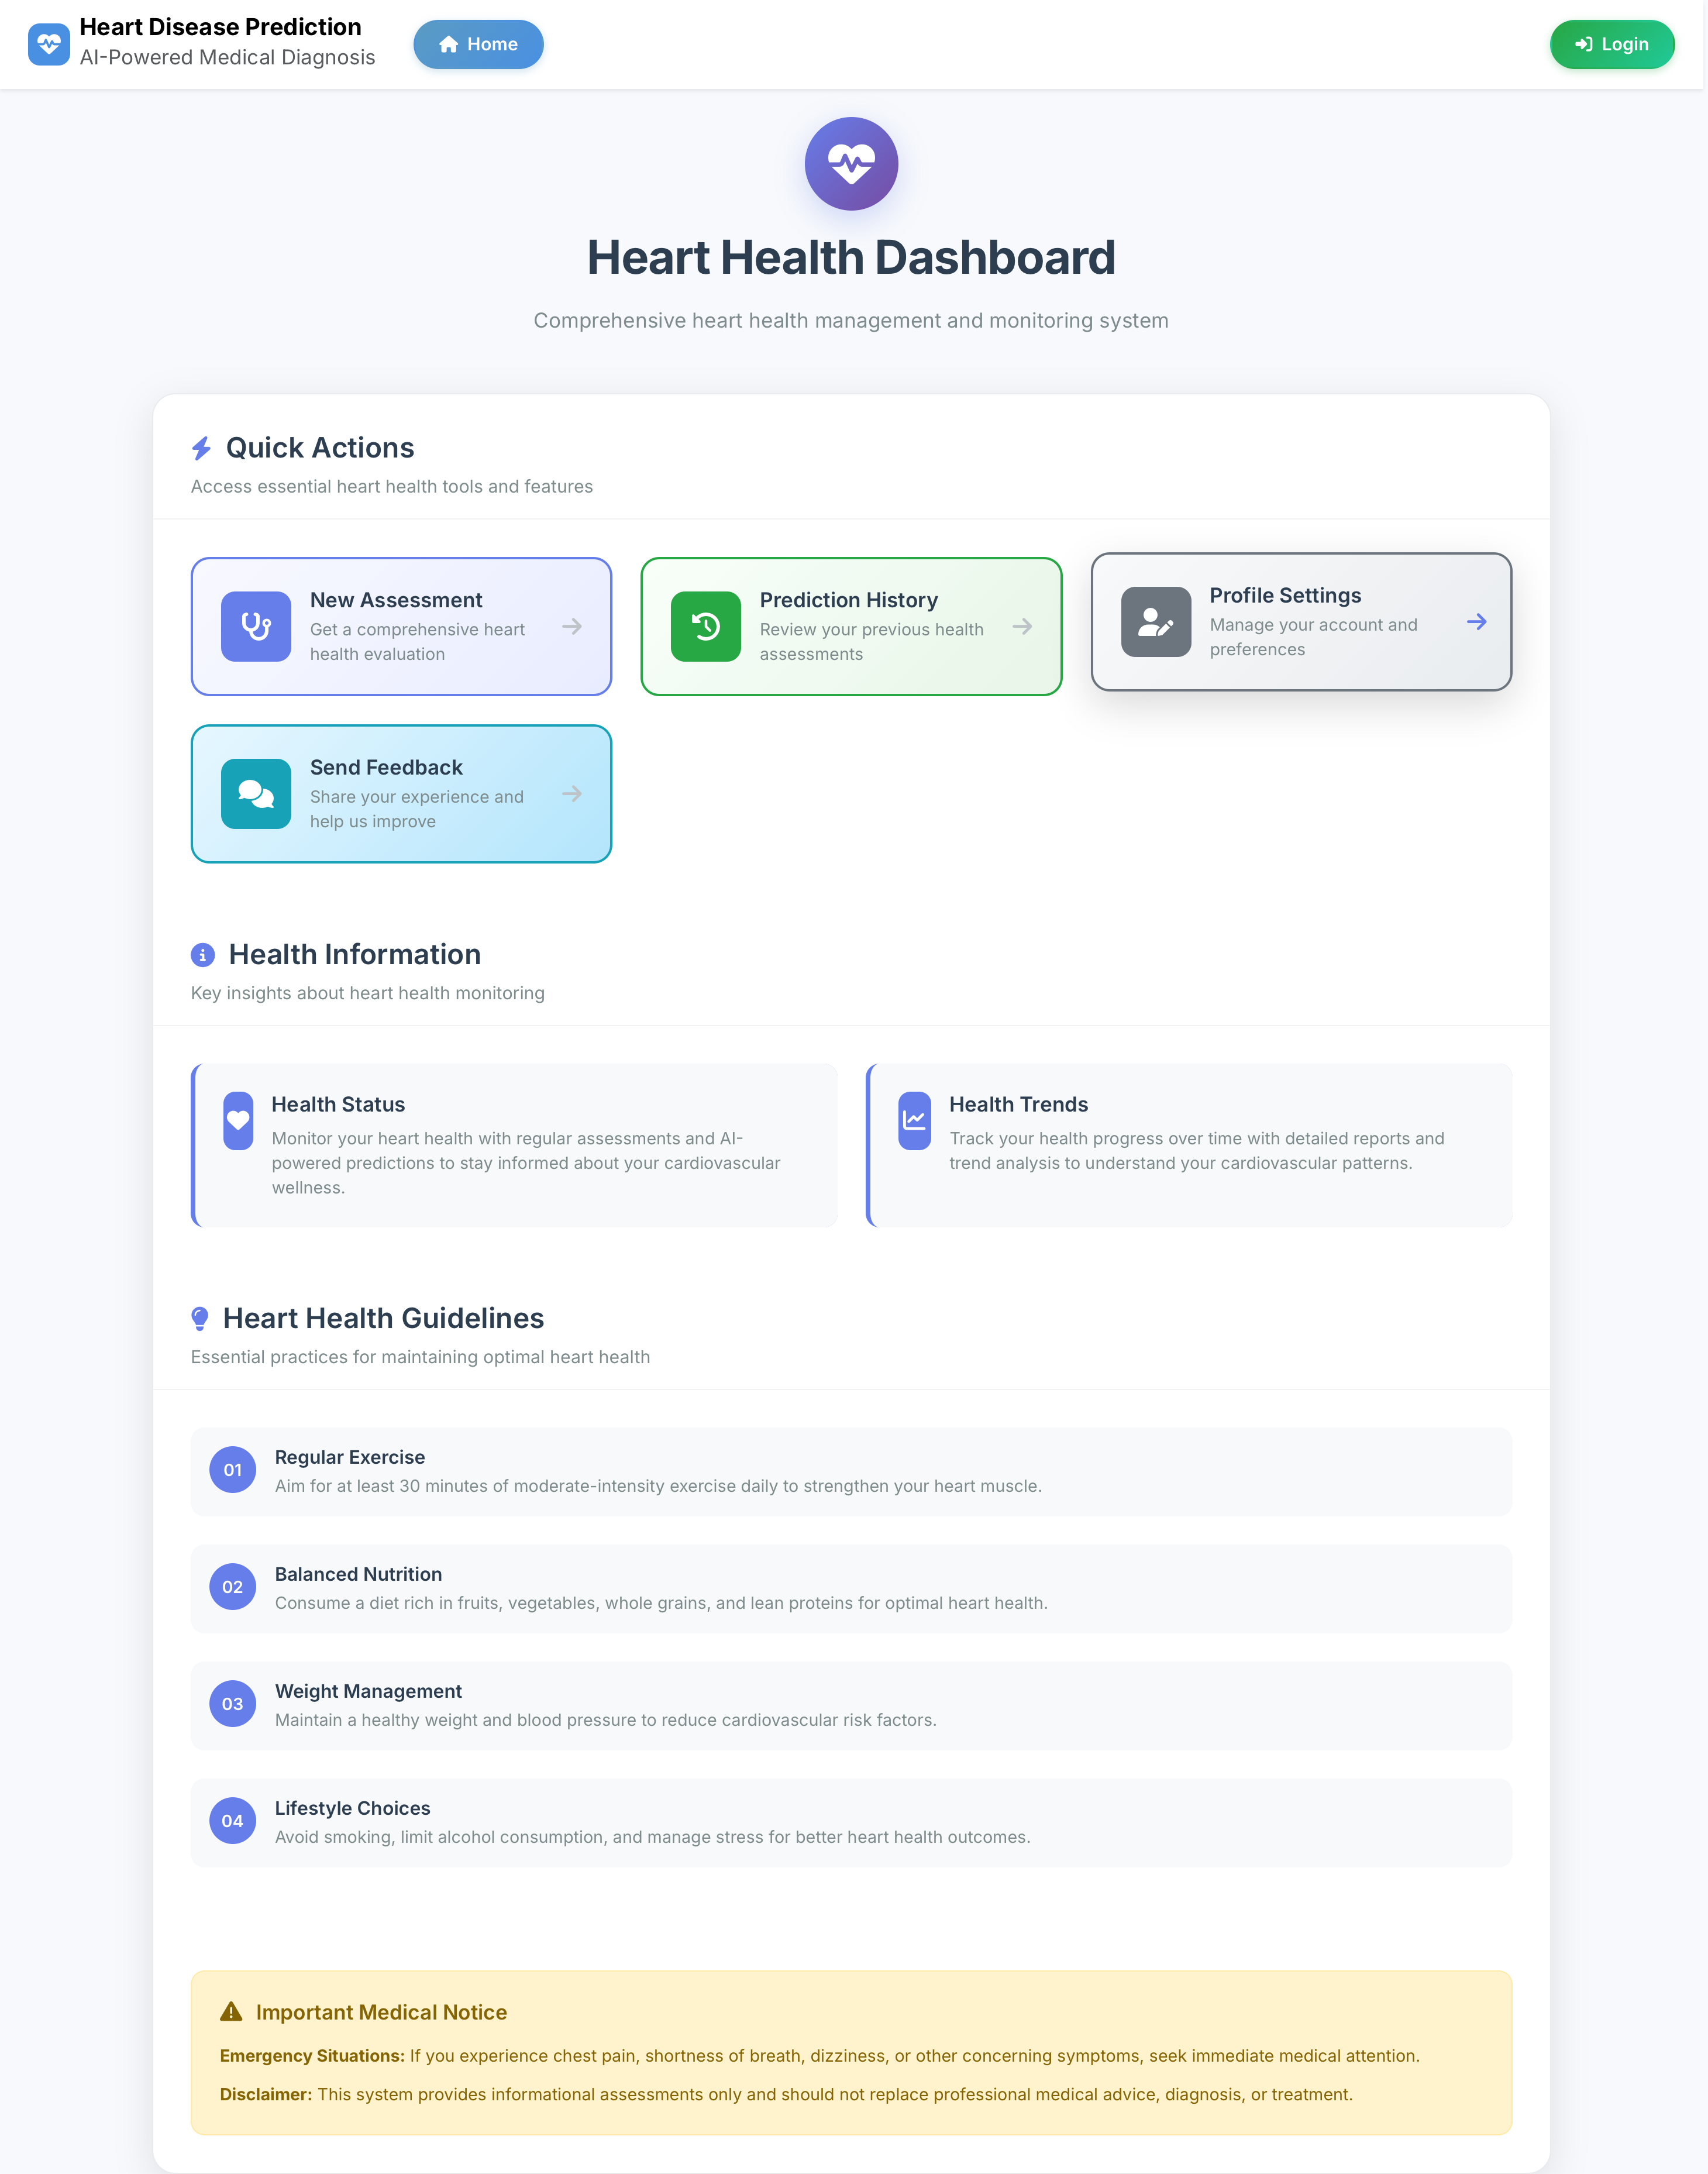 Heart Disease Prediction
AI-Powered Medical Diagnosis
Home
Login
Heart Health Dashboard
Comprehensive heart health management and monitoring system
Quick Actions
Access essential heart health tools and features
New Assessment
Get a comprehensive heart
health evaluation
Prediction History
Review your previous health
assessments
Profile Settings
Manage your account and
preferences
Send Feedback
Share your experience and
help us improve
Health Information
Key insights about heart health monitoring
Health Status
Monitor your heart health with regular assessments and AI-
powered predictions to stay informed about your cardiovascular
wellness.
Health Trends
Track your health progress over time with detailed reports and
trend analysis to understand your cardiovascular patterns.
Heart Health Guidelines
Essential practices for maintaining optimal heart health
01
Regular Exercise
Aim for at least 30 minutes of moderate-intensity exercise daily to strengthen your heart muscle.
02
Balanced Nutrition
Consume a diet rich in fruits, vegetables, whole grains, and lean proteins for optimal heart health.
03
Weight Management
Maintain a healthy weight and blood pressure to reduce cardiovascular risk factors.
04
Lifestyle Choices
Avoid smoking, limit alcohol consumption, and manage stress for better heart health outcomes.
Important Medical Notice
Emergency Situations: If you experience chest pain, shortness of breath, dizziness, or other concerning symptoms, seek immediate medical attention.
Disclaimer: This system provides informational assessments only and should not replace professional medical advice, diagnosis, or treatment.